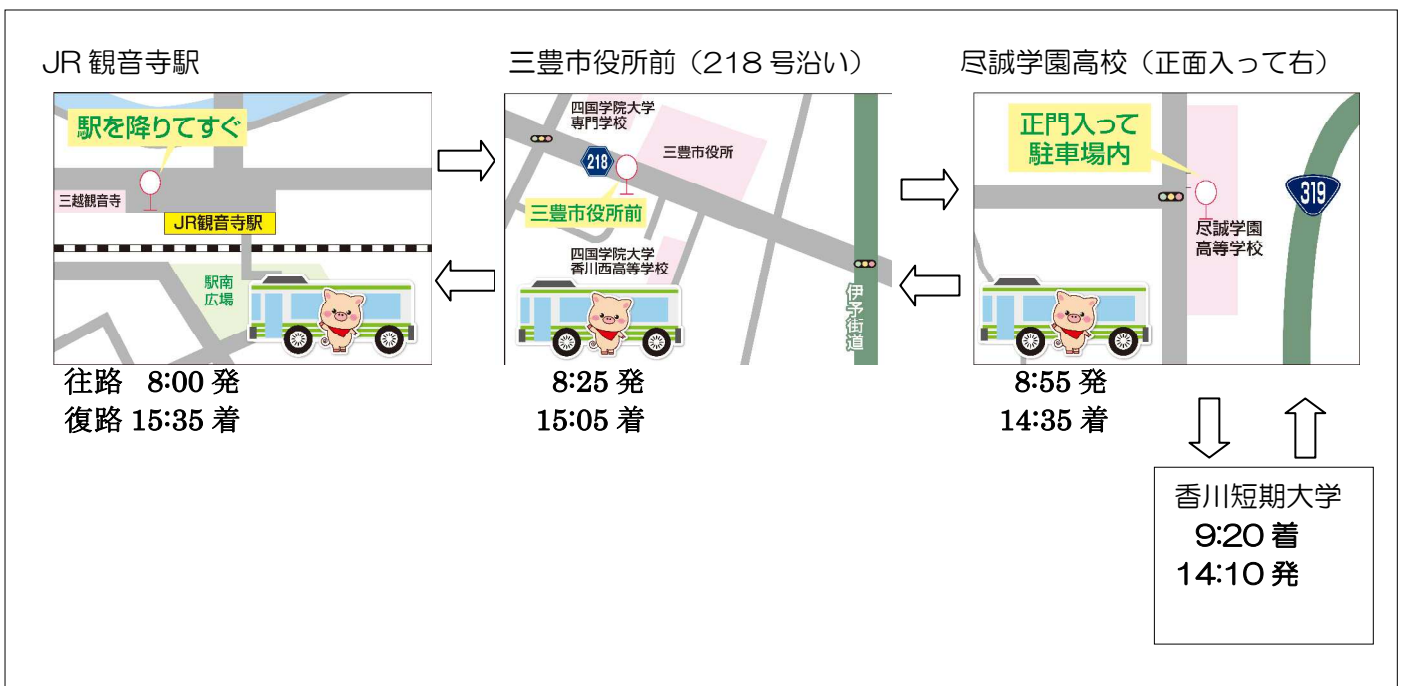 JR 観音寺駅
駅を降りてすぐ
三越観音寺
JR観音寺駅
駅南
広場
往路 8:00 発
復路 15:35 着
三豊市役所前（218 号沿い）
四国学院大学
専門学校
218
三豊市役所
三豊市役所前
四国学院大学
香川西高等学校
伊予街道
8:25 発
15:05 着
尽誠学園高校（正面入って右）
正門入って
駐車場内
319
尽誠学園
高等学校
8:55 発
14:35 着
香川短期大学
9:20 着
14:10 発